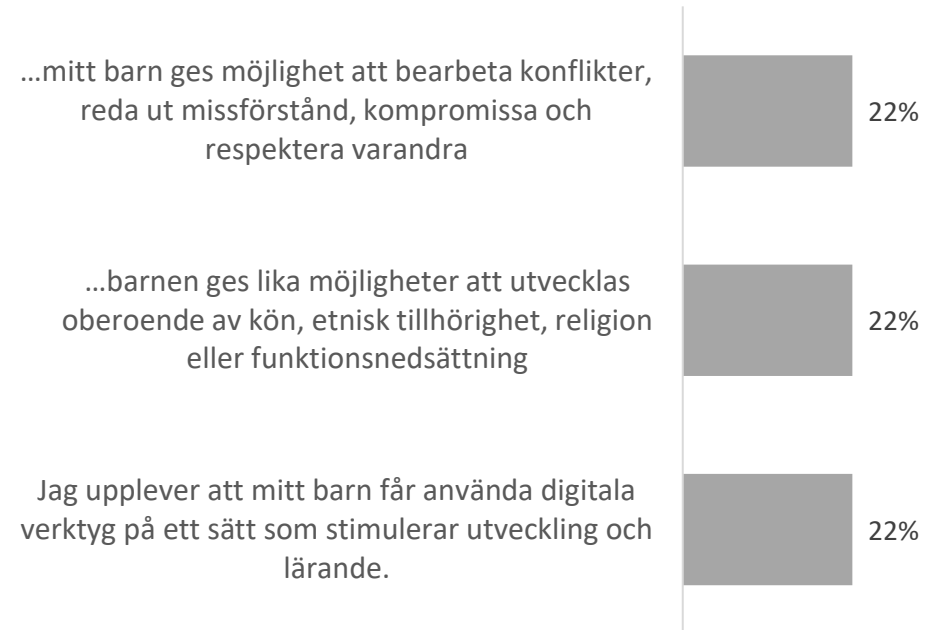 …mitt barn ges möjlighet att bearbeta konflikter,
reda ut missförstånd, kompromissa och
respektera varandra
22%
…barnen ges lika möjligheter att utvecklas
oberoende av kön, etnisk tillhörighet, religion
eller funktionsnedsättning
22%
Jag upplever att mitt barn får använda digitala
verktyg på ett sätt som stimulerar utveckling och
lärande.
22%